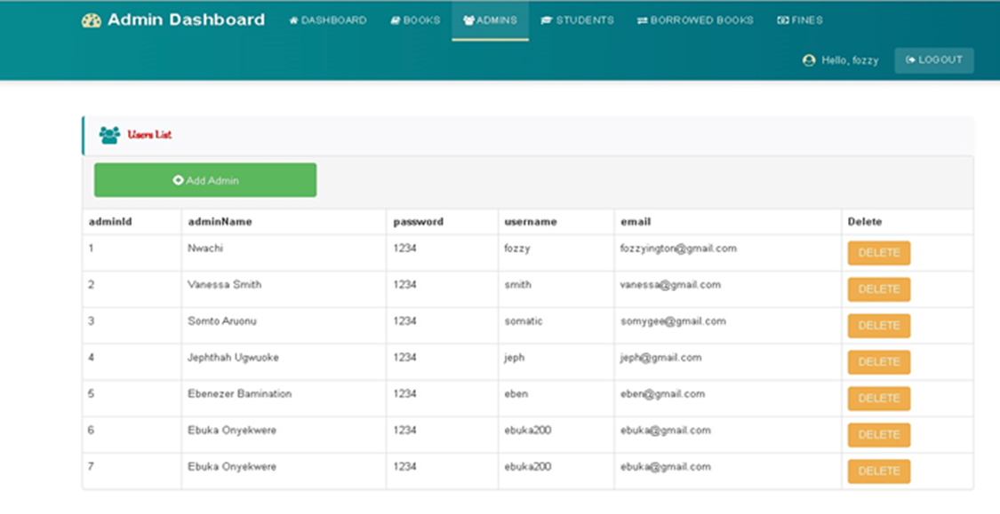 Admin Dashboard DASHBOARD BOOKS ADMINS STUDENTS BORROWED BOOKS FINES
Hello, fozzy LOGOUT
Users List
Add Admin
adminId adminName password username email Delete
1 Nwachi 1234 fozzy fozzyington@gmail.com DELETE
2 Vanessa Smith 1234 smith vanessa@gmail.com DELETE
3 Somto Aruonu 1234 somatic somygee@gmail.com DELETE
4 Jephthah Ugwuoke 1234 jeph jeph@gmail.com DELETE
5 Ebenezer Bamination 1234 eben eben@gmail.com DELETE
6 Ebuka Onyekwere 1234 ebuka200 ebuka@gmail.com DELETE
7 Ebuka Onyekwere 1234 ebuka200 ebuka@gmail.com DELETE